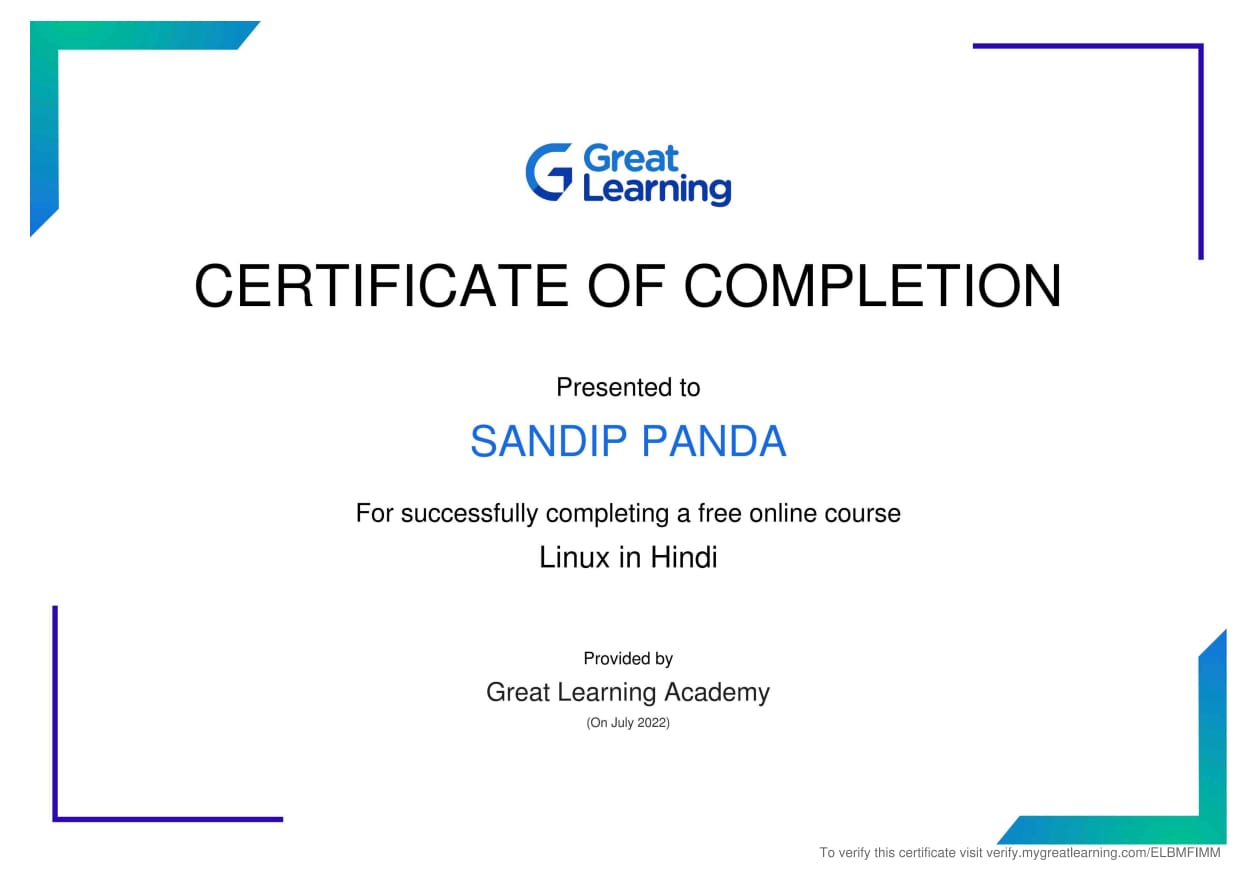 Great
Learning
CERTIFICATE OF COMPLETION
Presented to
SANDIP PANDA
For successfully completing a free online course
Linux in Hindi
Provided by
Great Learning Academy
(On July 2022)
To verify this certificate visit verify.mygreatlearning.com/ELBMFIMM